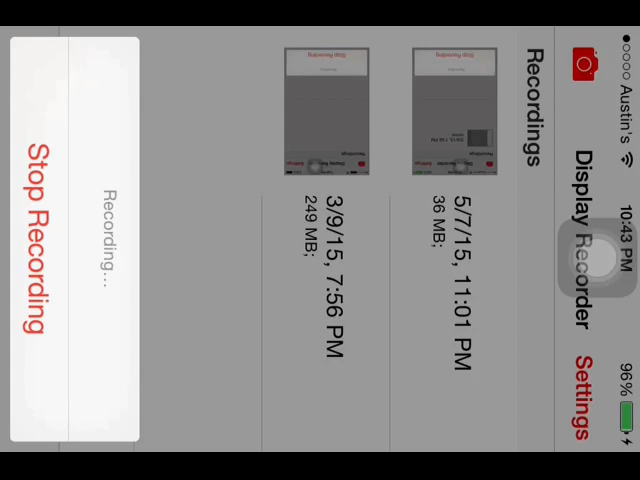 Austin's 10:43 PM 96%
Display Recorder Settings
Recordings
5/7/15, 11:01 PM
36 MB;
3/9/15, 7:56 PM
249 MB;
Recording...
Stop Recording